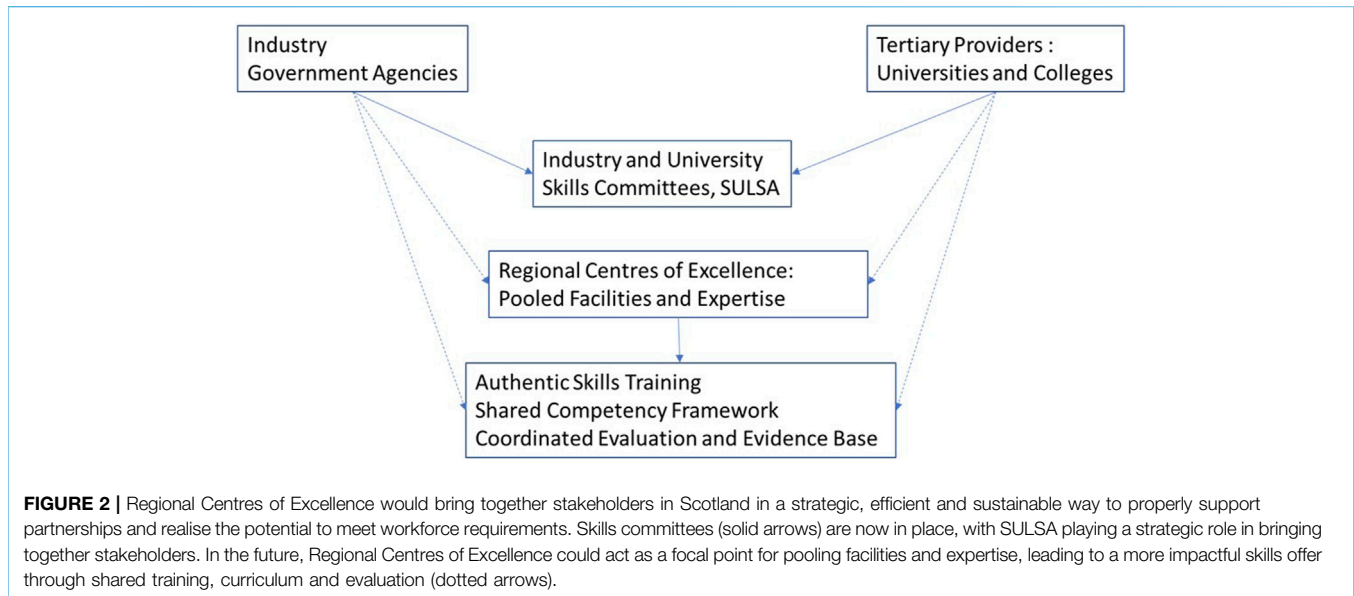 Industry
Government Agencies
Tertiary Providers :
Universities and Colleges
Industry and University
Skills Committees, SULSA
Regional Centres of Excellence:
Pooled Facilities and Expertise
Authentic Skills Training
Shared Competency Framework
Coordinated Evaluation and Evidence Base
FIGURE 2 | Regional Centres of Excellence would bring together stakeholders in Scotland in a strategic, efficient and sustainable way to properly support
partnerships and realise the potential to meet workforce requirements. Skills committees (solid arrows) are now in place, with SULSA playing a strategic role in bringing
together stakeholders. In the future, Regional Centres of Excellence could act as a focal point for pooling facilities and expertise, leading to a more impactful skills offer
through shared training, curriculum and evaluation (dotted arrows).